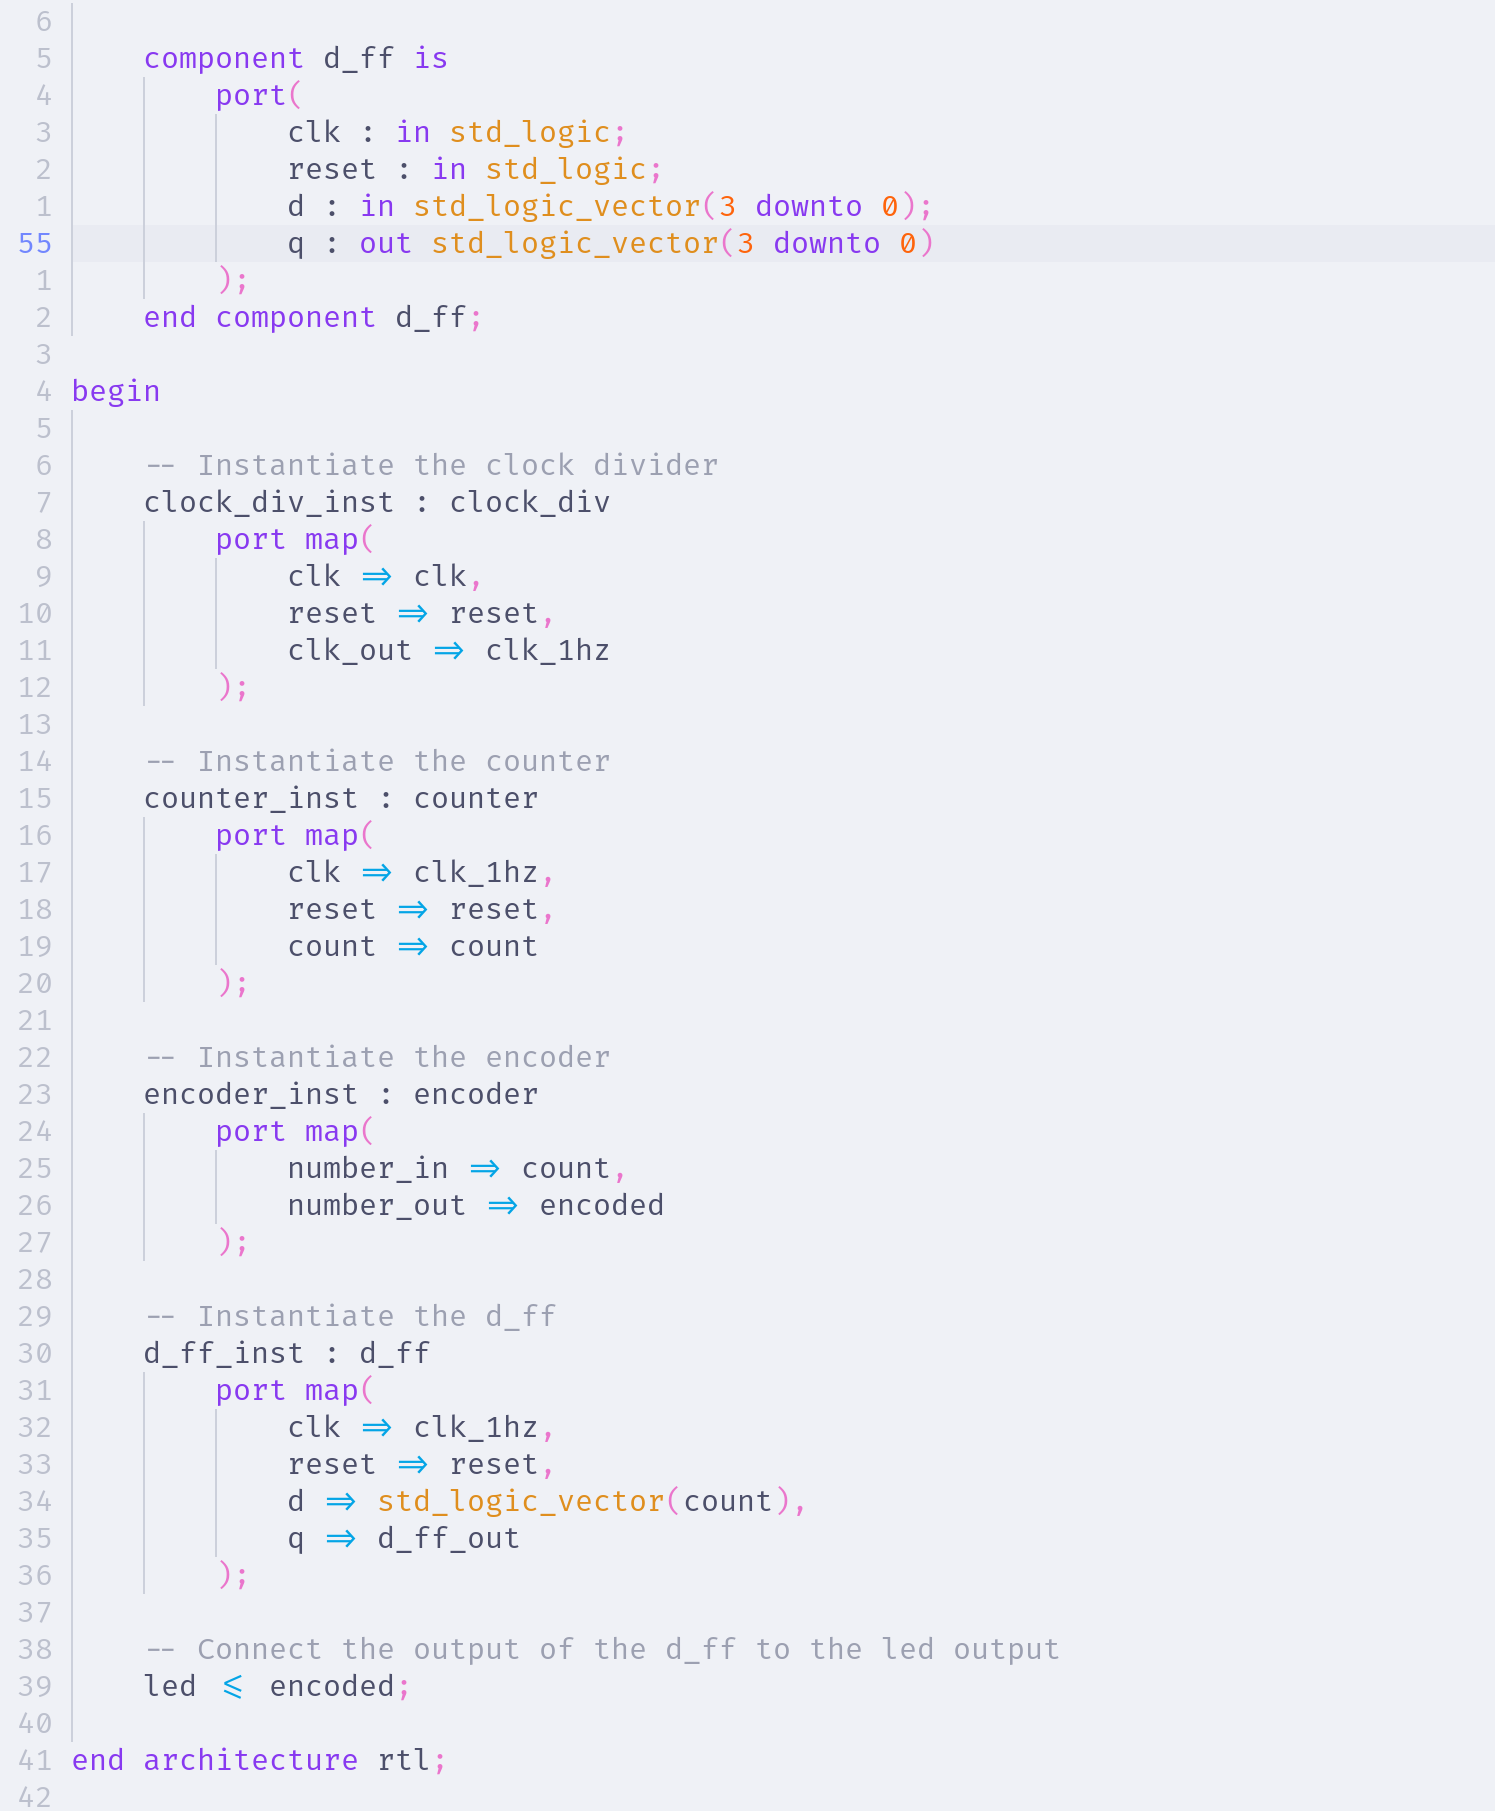 6
5 component d_ff is
4 port(
3 clk : in std_logic;
2 reset : in std_logic;
1 d : in std_logic_vector(3 downto 0);
55 q : out std_logic_vector(3 downto 0)
1 );
2 end component d_ff;
3
4 begin
5
6 -- Instantiate the clock divider
7 clock_div_inst : clock_div
8 port map(
9 clk => clk,
10 reset => reset,
11 clk_out => clk_1hz
12 );
13
14 -- Instantiate the counter
15 counter_inst : counter
16 port map(
17 clk => clk_1hz,
18 reset => reset,
19 count => count
20 );
21
22 -- Instantiate the encoder
23 encoder_inst : encoder
24 port map(
25 number_in => count,
26 number_out => encoded
27 );
28
29 -- Instantiate the d_ff
30 d_ff_inst : d_ff
31 port map(
32 clk => clk_1hz,
33 reset => reset,
34 d => std_logic_vector(count),
35 q => d_ff_out
36 );
37
38 -- Connect the output of the d_ff to the led output
39 led <= encoded;
40
41 end architecture rtl;
42